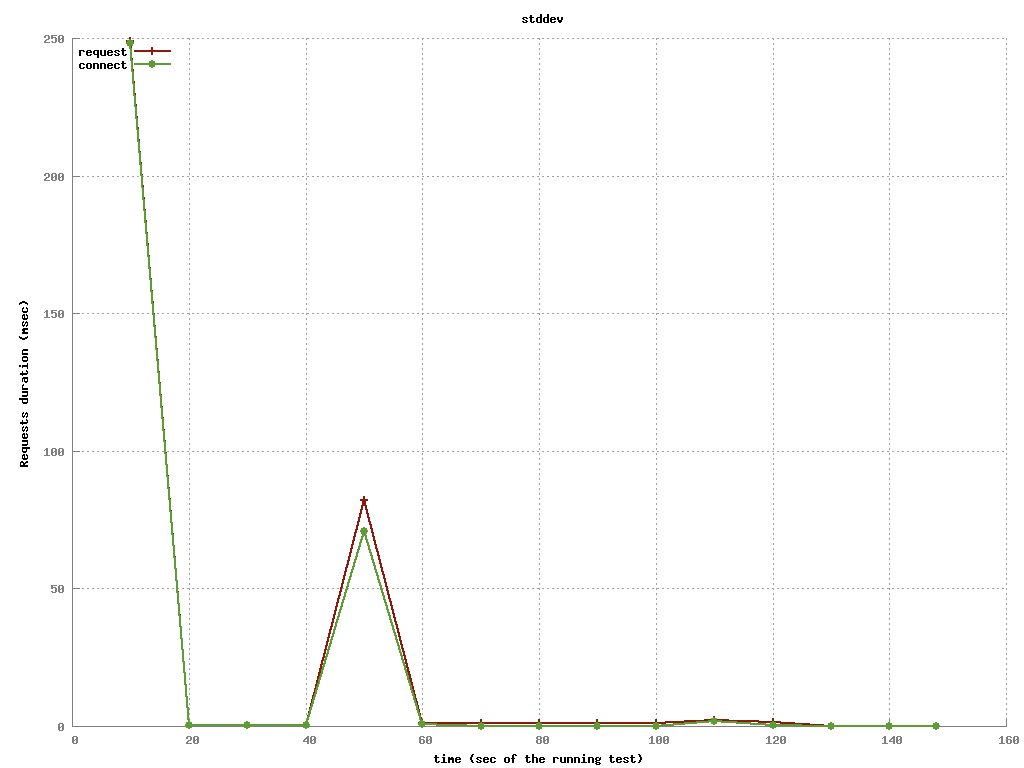 stddev
request
connect
250
200
150
100
50
0
Requests duration (msec)
0 20 40 60 80 100 120 140 160
time (sec of the running test)